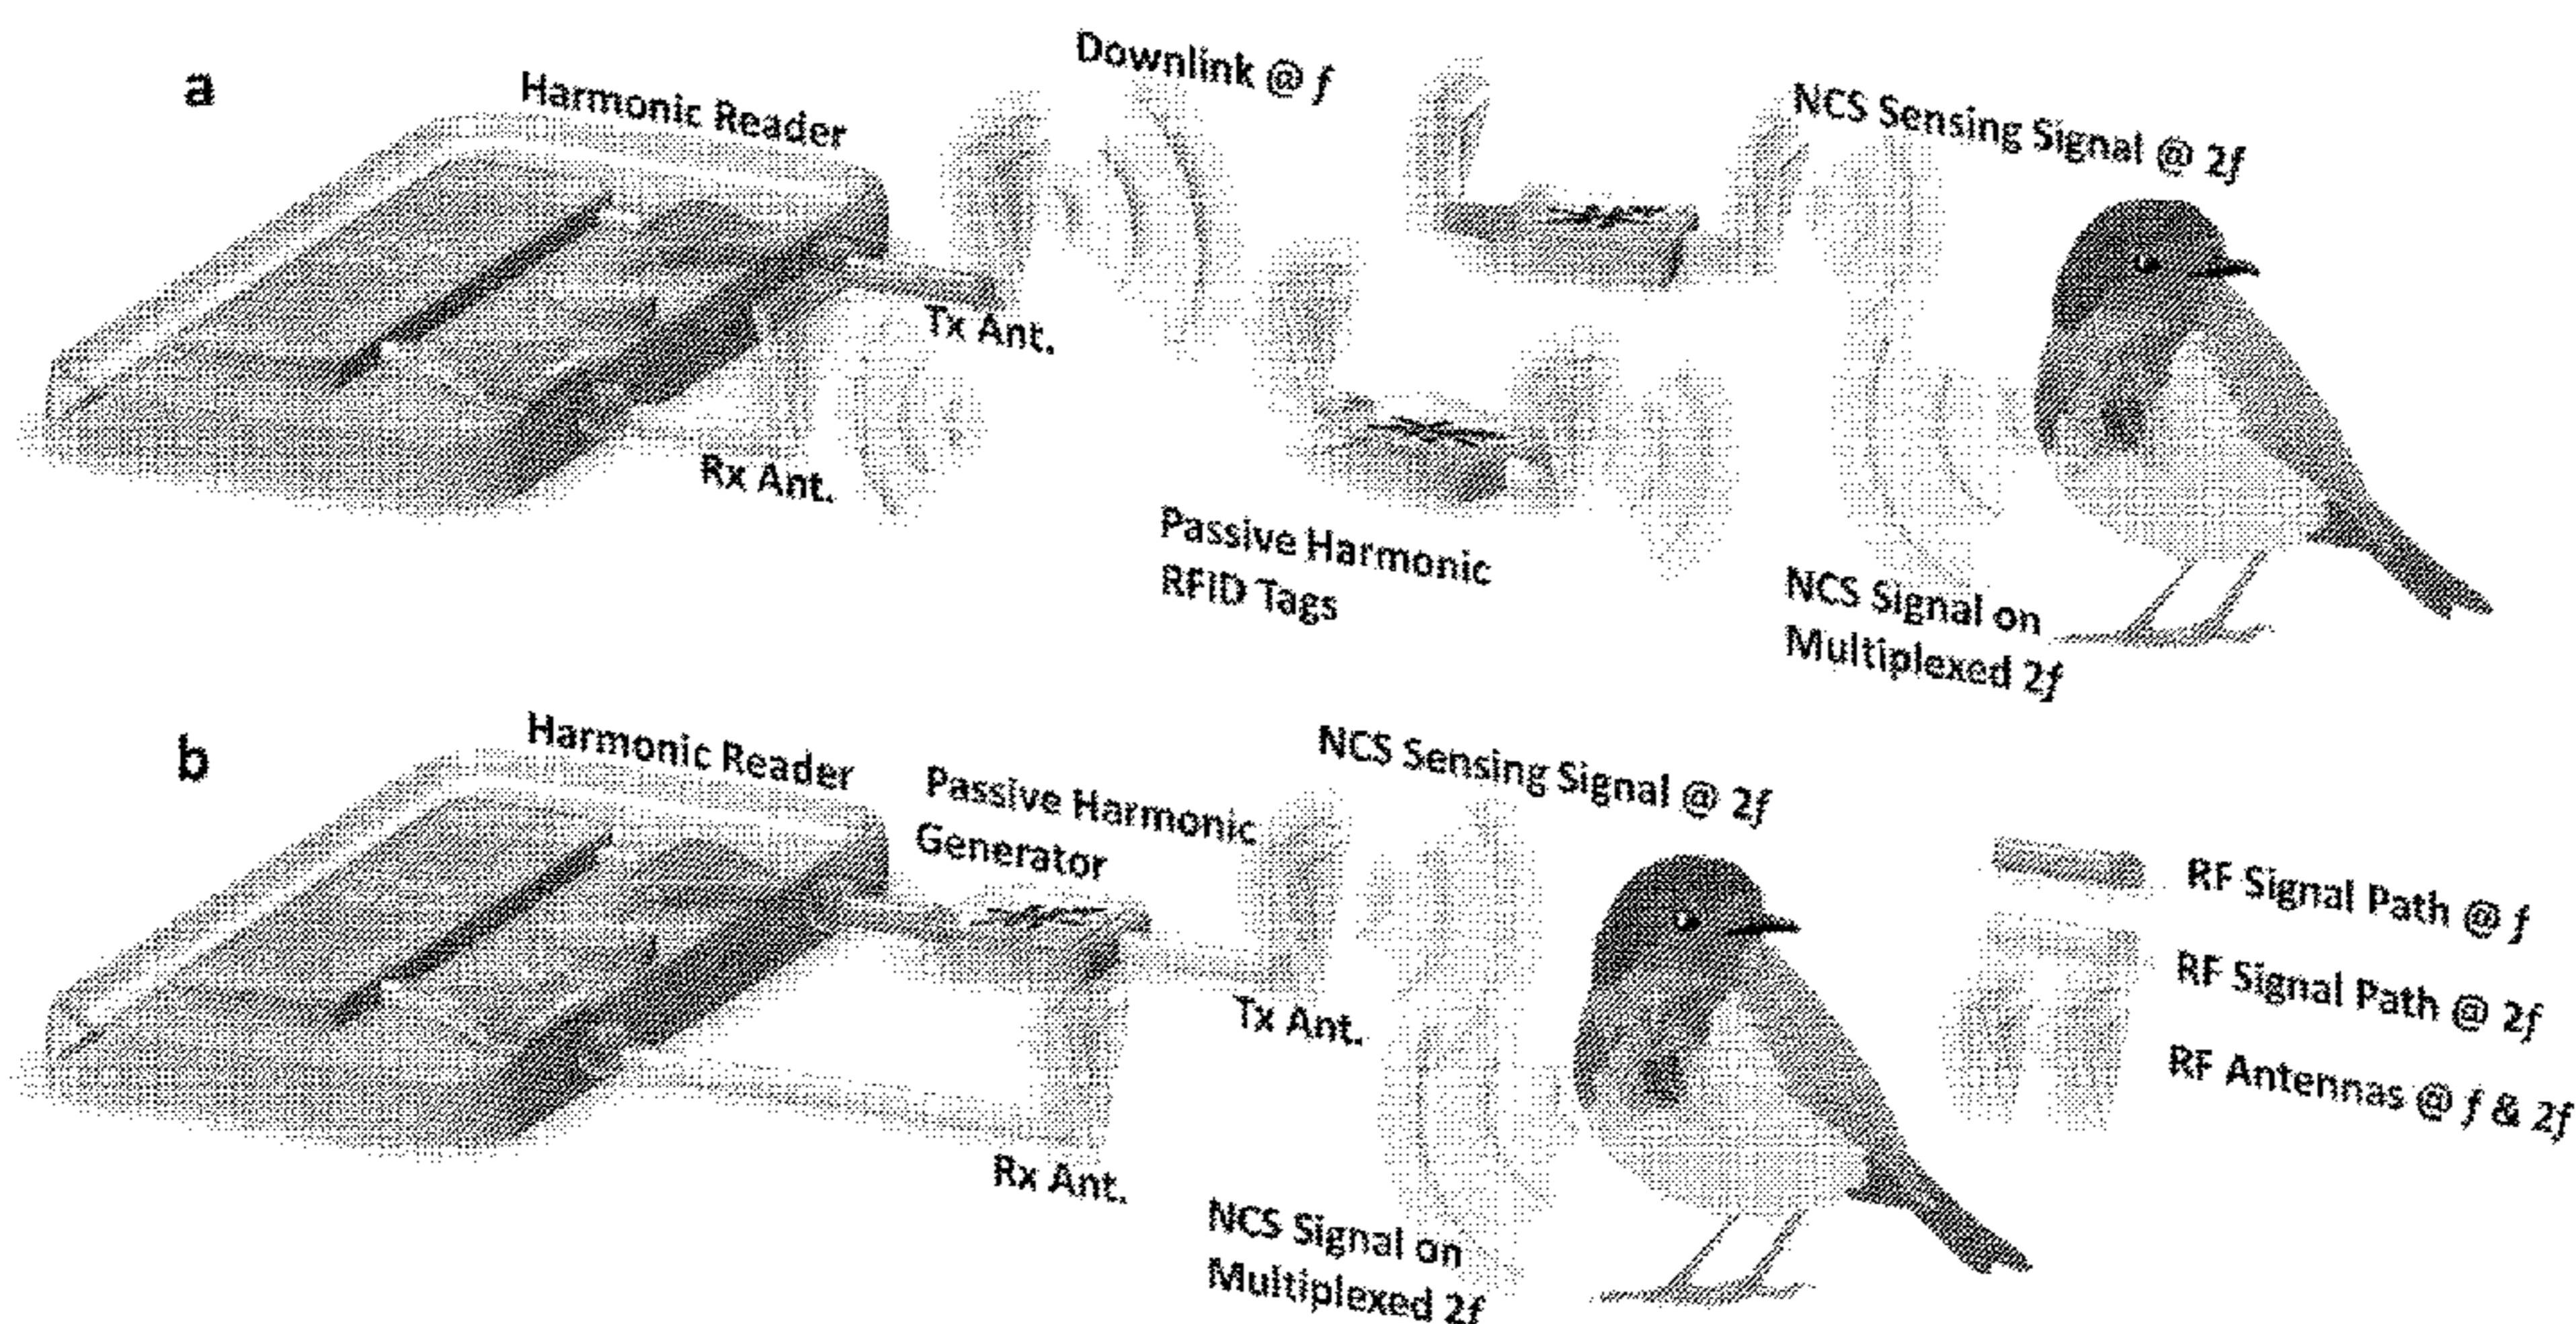 a
Harmonic Reader
Downlink @ f
NCS Sensing Signal @ 2f
Tx Ant.
Rx Ant.
Passive Harmonic
RFID Tags
NCS Signal on
Multiplexed 2f
b
Harmonic Reader
Passive Harmonic
Generator
NCS Sensing Signal @ 2f
Tx Ant.
Rx Ant.
NCS Signal on
Multiplexed 2f
RF Signal Path @ f
RF Signal Path @ 2f
RF Antennas @ f & 2f